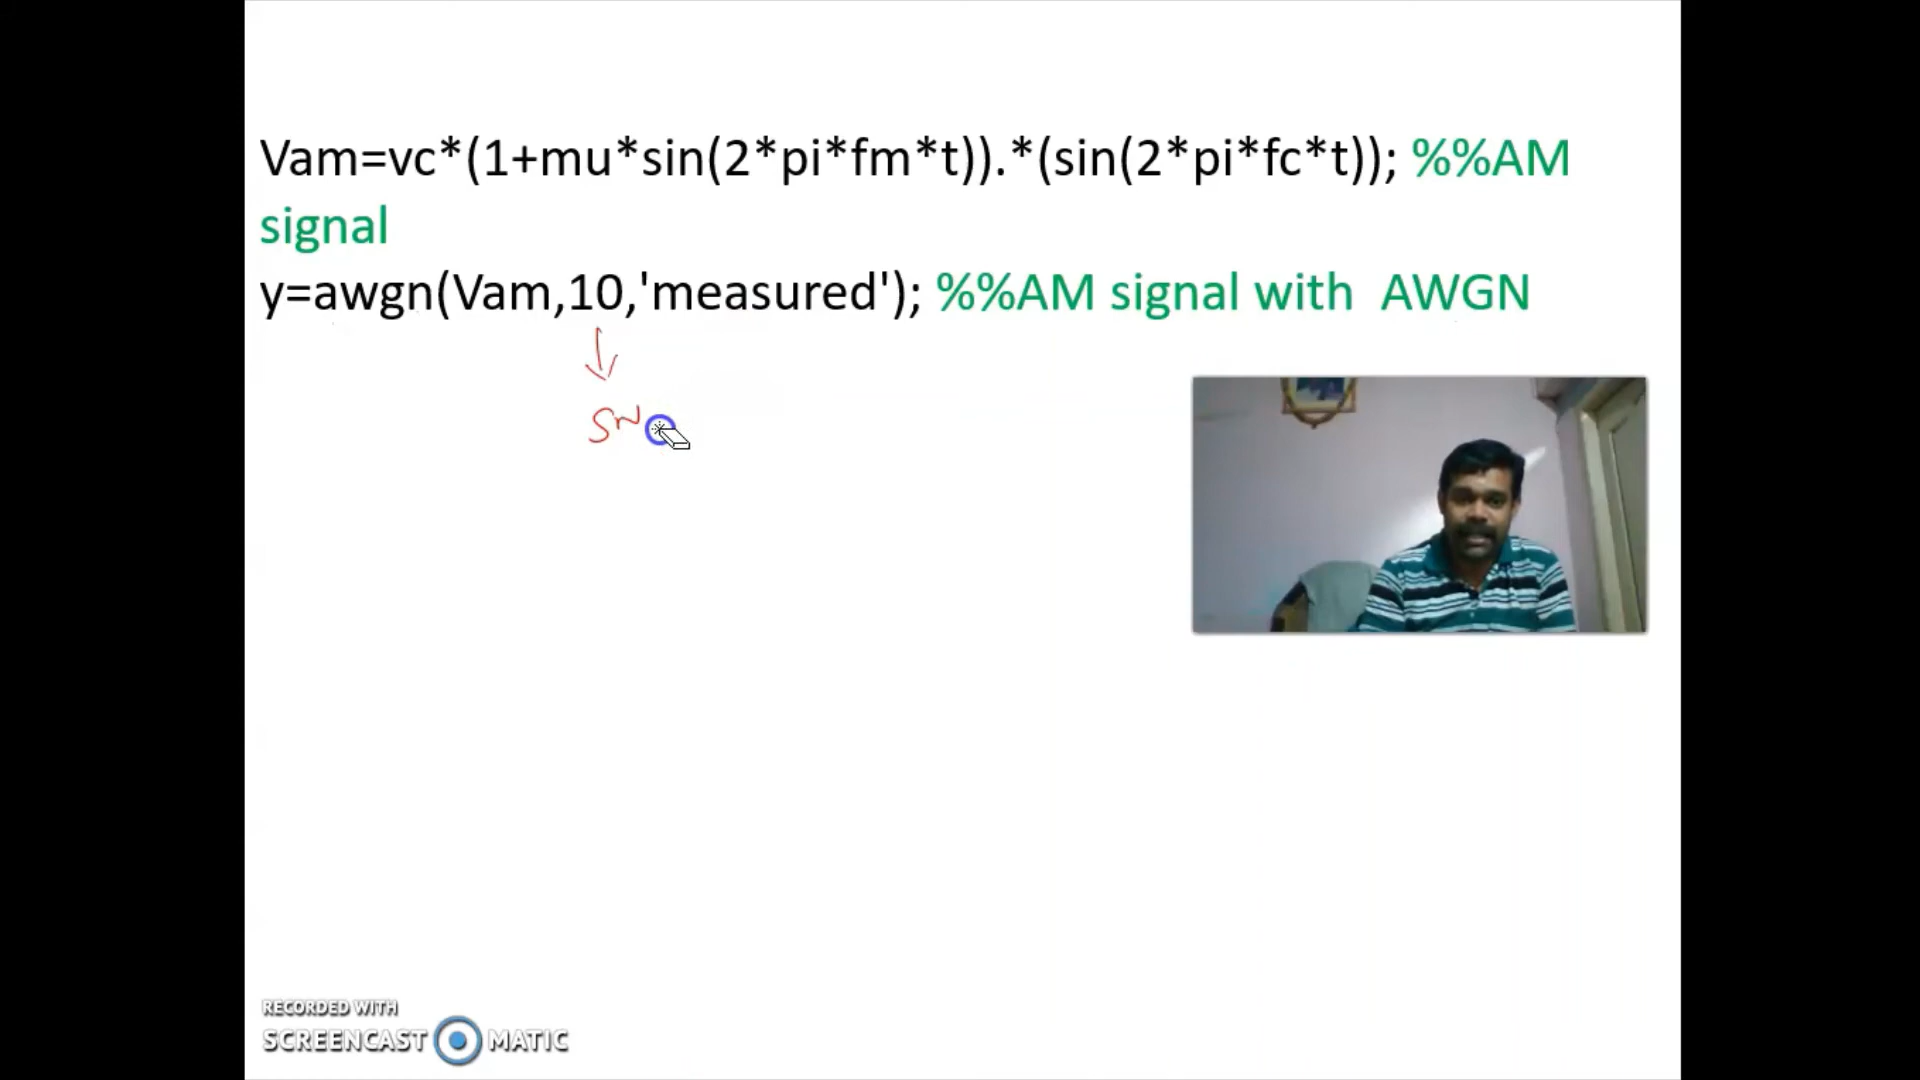 Vam=vc*(1+mu*sin(2*pi*fm*t)).*(sin(2*pi*fc*t)); %%AM
signal
y=awgn(Vam,10,'measured'); %%AM signal with AWGN
SN
RECORDED WITH
SCREENCAST MATIC